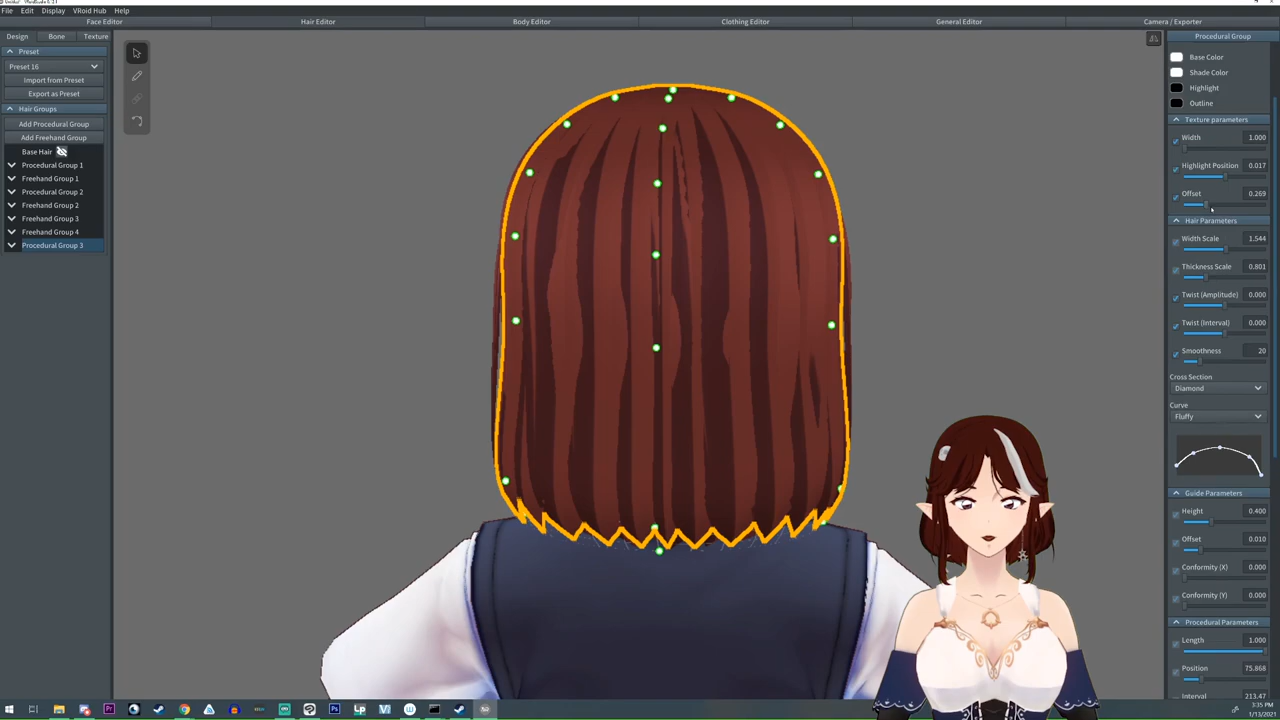 File Edit Display VRoid Hub Help
Face Editor Hair Editor Body Editor Clothing Editor General Editor Camera / Exporter
Design Bone Texture
Preset
Preset 16
Import from Preset
Export as Preset
Hair Groups
Add Procedural Group
Add Freehand Group
Base Hair
Procedural Group 1
Freehand Group 1
Procedural Group 2
Freehand Group 2
Freehand Group 3
Freehand Group 4
Procedural Group 3
Procedural Group
Base Color
Shade Color
Highlight
Outline
Texture parameters
Width 1.000
Highlight Position 0.017
Offset 0.269
Hair Parameters
Width Scale 1.544
Thickness Scale 0.801
Twist (Amplitude) 0.000
Twist (Interval) 0.000
Smoothness 20
Cross Section
Diamond
Curve
Fluffy
Guide Parameters
Height 0.400
Offset 0.010
Conformity (X) 0.000
Conformity (Y) 0.000
Procedural Parameters
Length 1.000
Position 75.868
Interval 213.47
3:35 PM
1/13/2021